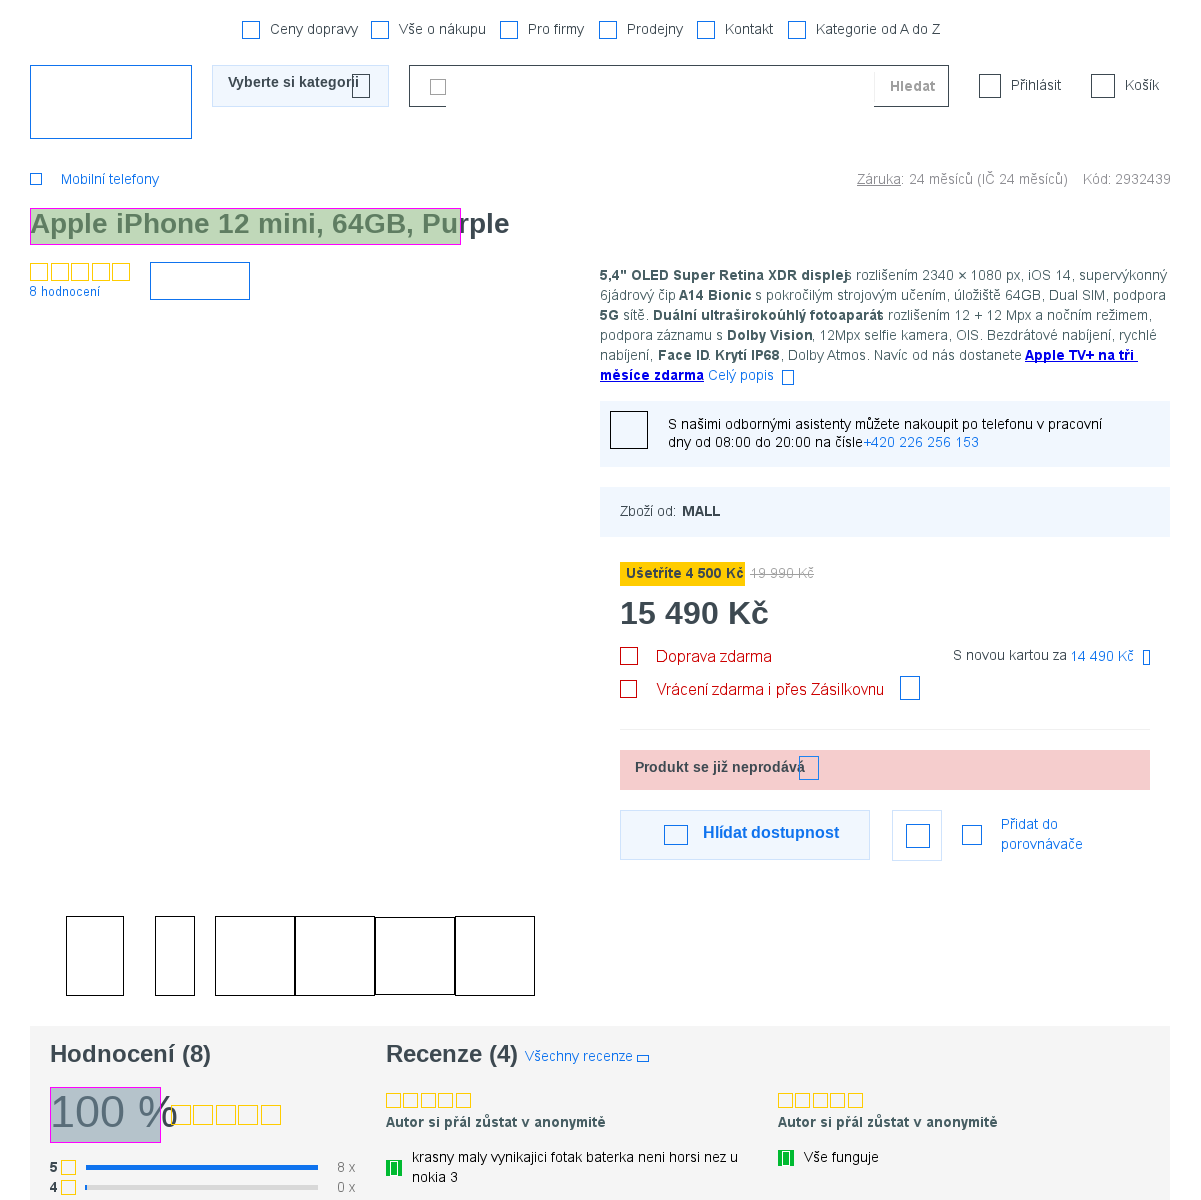 Ceny dopravy Vše o nákupu Pro firmy Prodejny Kontakt Kategorie od A do Z
Vyberte si kategorii Hledat Přihlásit Košík
Mobilní telefony Záruka: 24 měsíců (IČ 24 měsíců) Kód: 2932439
Apple iPhone 12 mini, 64GB, Purple
8 hodnocení
5,4" OLED Super Retina XDR displej s rozlišením 2340 × 1080 px, iOS 14, supervýkonný
6jádrový čip A14 Bionic s pokročilým strojovým učením, úložiště 64GB, Dual SIM, podpora
5G sítě. Duální ultraširokoúhlý fotoaparát s rozlišením 12 + 12 Mpx a nočním režimem,
podpora záznamu s Dolby Vision, 12Mpx selfie kamera, OIS. Bezdrátové nabíjení, rychlé
nabíjení, Face ID. Krytí IP68, Dolby Atmos. Navíc od nás dostanete Apple TV+ na tři
měsíce zdarma Celý popis
S našimi odbornými asistenty můžete nakoupit po telefonu v pracovní
dny od 08:00 do 20:00 na čísle +420 226 256 153
Zboží od: MALL
Ušetříte 4 500 Kč 19 990 Kč
15 490 Kč
Doprava zdarma S novou kartou za 14 490 Kč
Vrácení zdarma i přes Zásilkovnu
Produkt se již neprodává
Hlídat dostupnost
Přidat do
porovnávače
Hodnocení (8)
100 %
5 8 x
4 0 x
Recenze (4) Všechny recenze
Autor si přál zůstat v anonymitě
krasny maly vynikajici fotak baterka neni horsi nez u
nokia 3
Autor si přál zůstat v anonymitě
Vše funguje